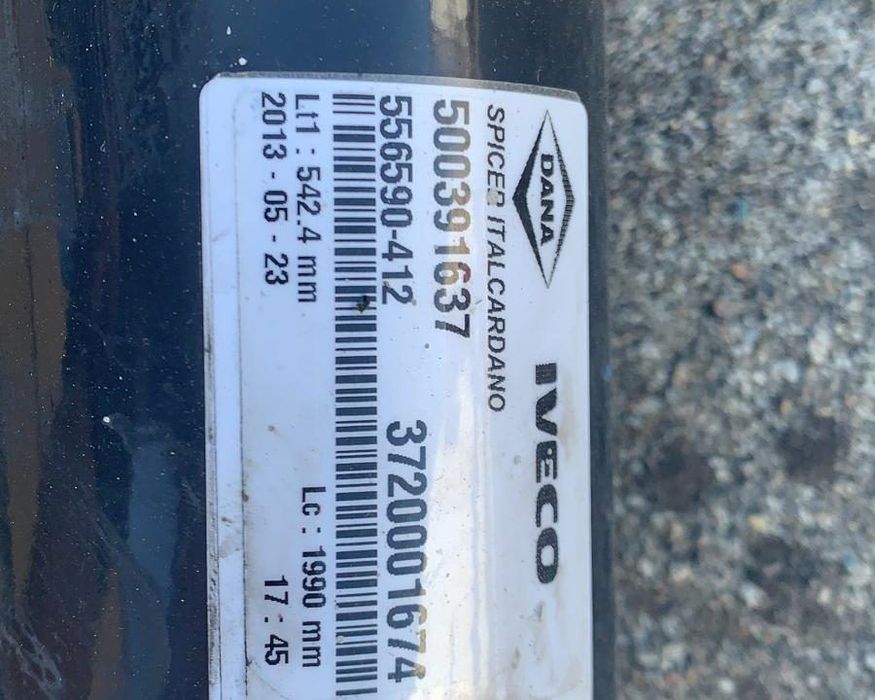 DANA
IVECO
SPICER ITALCARDANO
500391637
556590-412 3720001674
Lt1 : 542.4 mm Lc : 1990 mm
2013 - 05 - 23 17 : 45